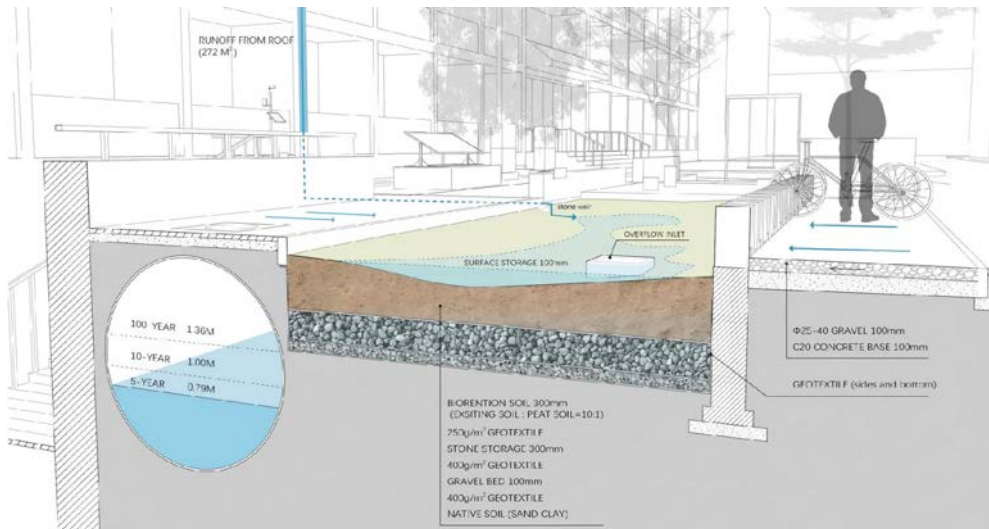 RUNOFF FROM ROOF
(272 M²)
stone weir
OVERFLOW INLET
SURFACE STORAGE 100mm
100-YEAR 1.36M
10-YEAR 1.00M
5-YEAR 0.79M
Φ25-40 GRAVEL 100mm
C20 CONCRETE BASE 100mm
GEOTEXTILE (sides and bottom)
BIORENTION SOIL 300mm
(EXSITING SOIL : PEAT SOIL=10:1)
250g/m² GEOTEXTILE
STONE STORAGE 300mm
400g/m² GEOTEXTILE
GRAVEL BED 100mm
400g/m² GEOTEXTILE
NATIVE SOIL (SAND CLAY)